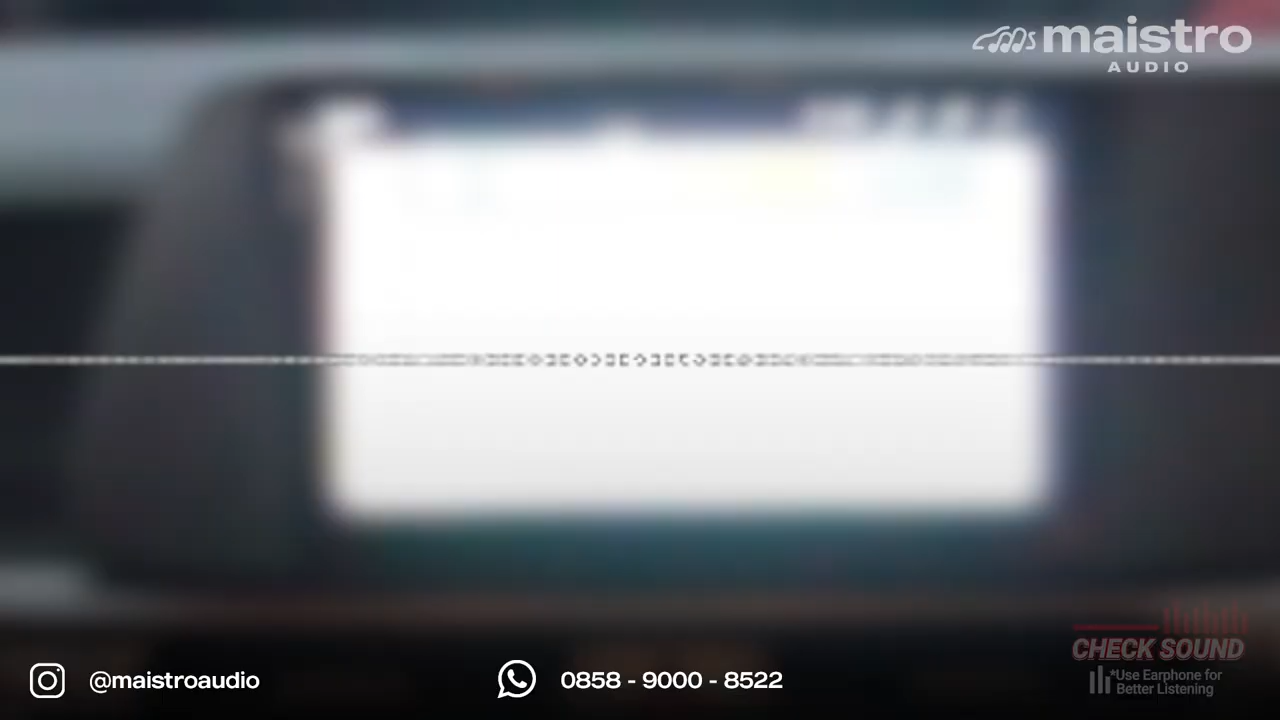 maistro
AUDIO
CHECK SOUND
*Use Earphone for
Better Listening
@maistroaudio
0858 - 9000 - 8522